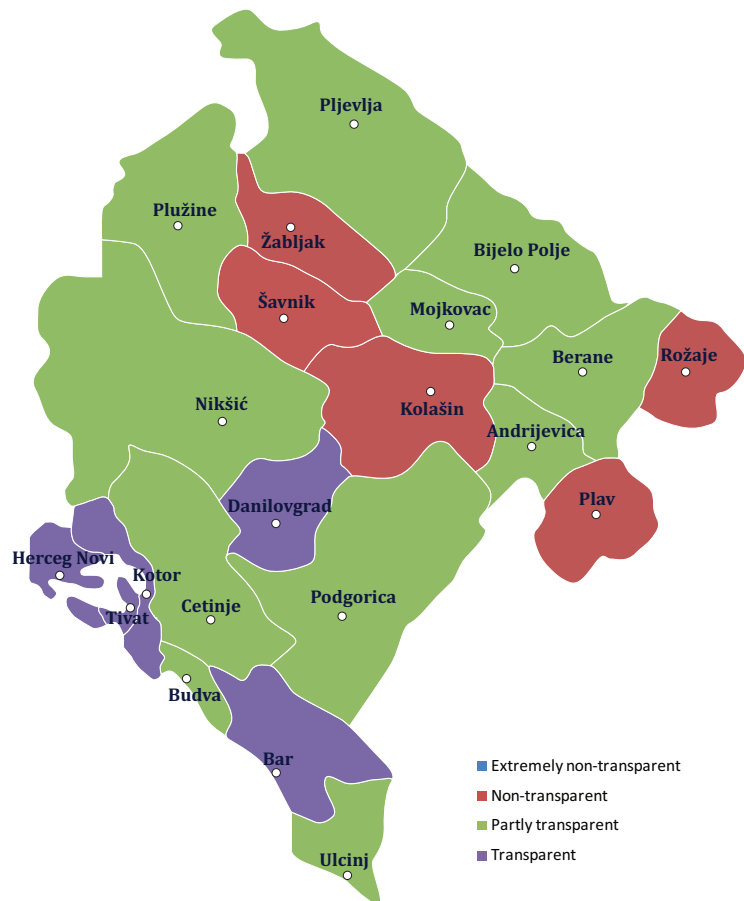 Pljevlja
Plužine
Žabljak
Bijelo Polje
Šavnik
Mojkovac
Berane
Rožaje
Nikšić
Kolašin
Andrijevica
Danilovgrad
Plav
Herceg Novi
Kotor
Tivat
Cetinje
Podgorica
Budva
Bar
Ulcinj
Extremely non-transparent
Non-transparent
Partly transparent
Transparent